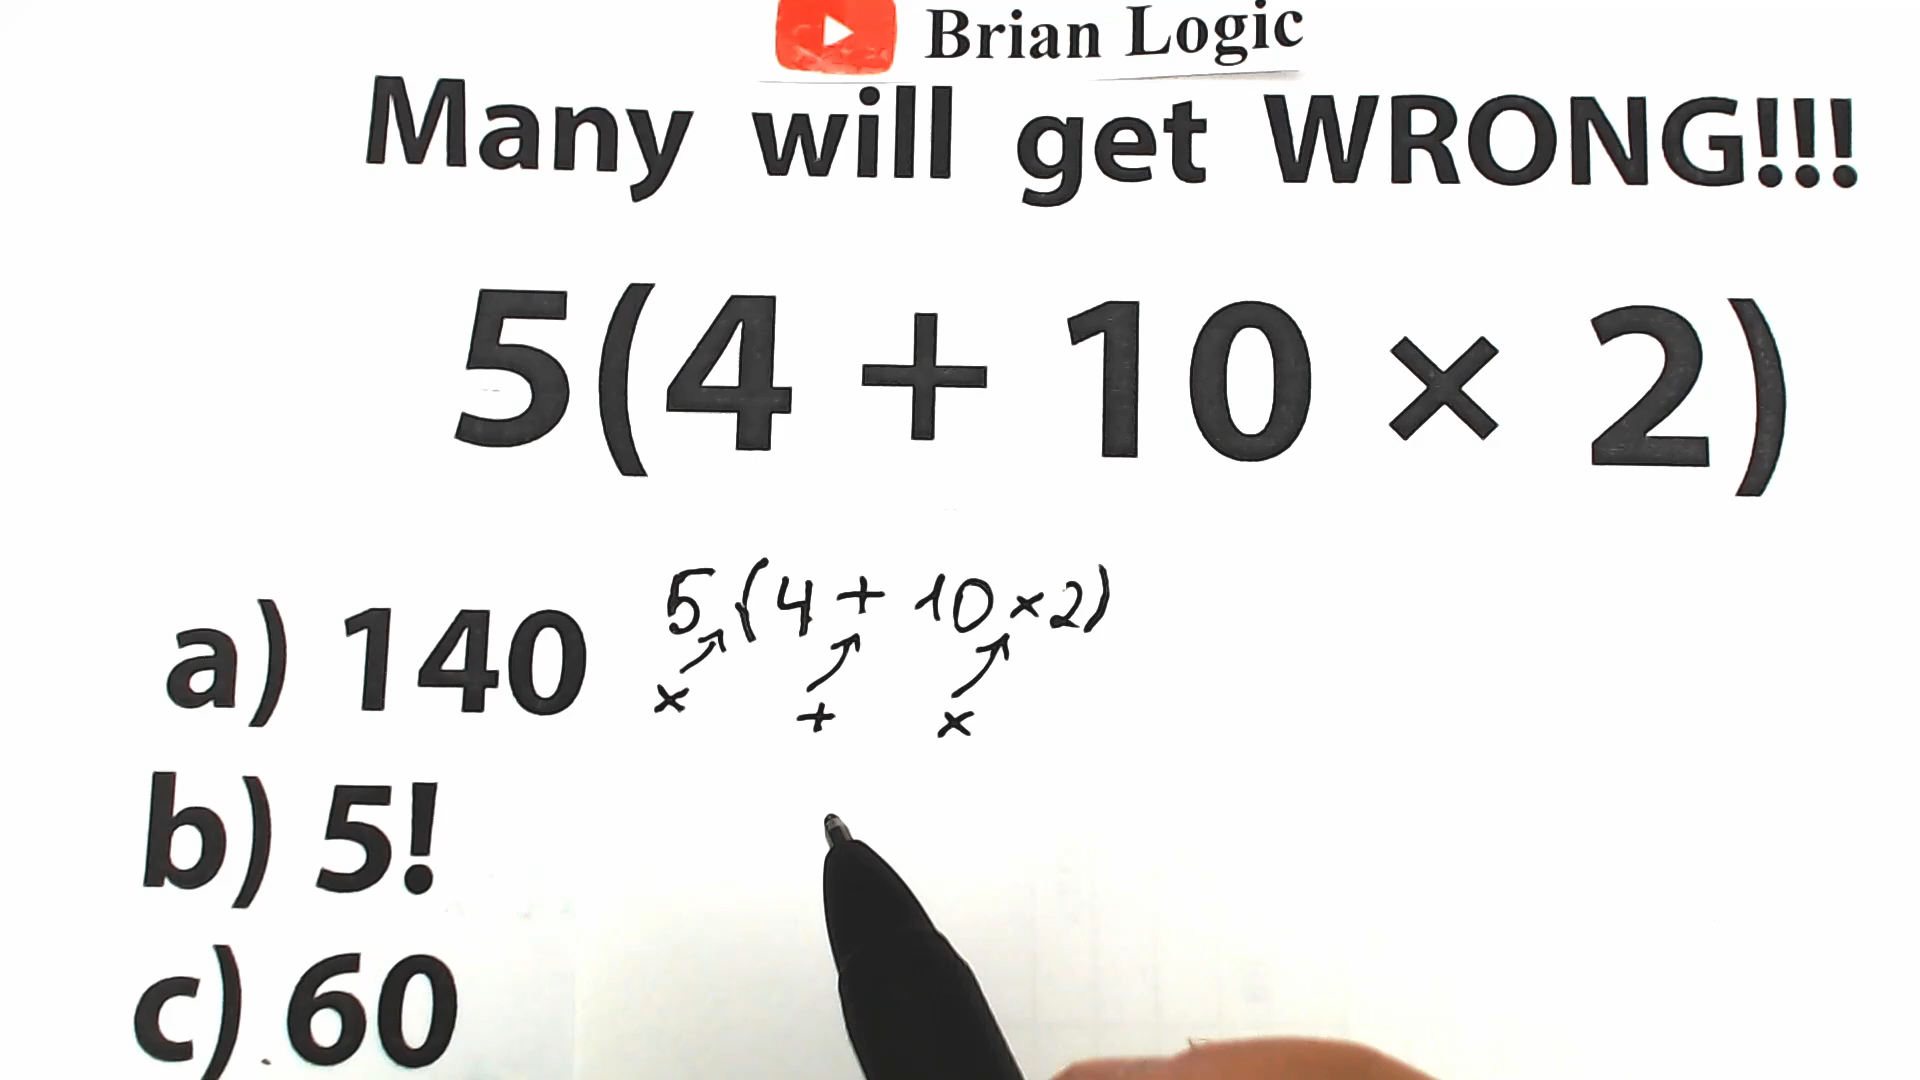 Brian Logic
Many will get WRONG!!!
5(4 + 10 × 2)
a) 140
5(4 + 10 × 2)
× + ×
b) 5!
c) 60